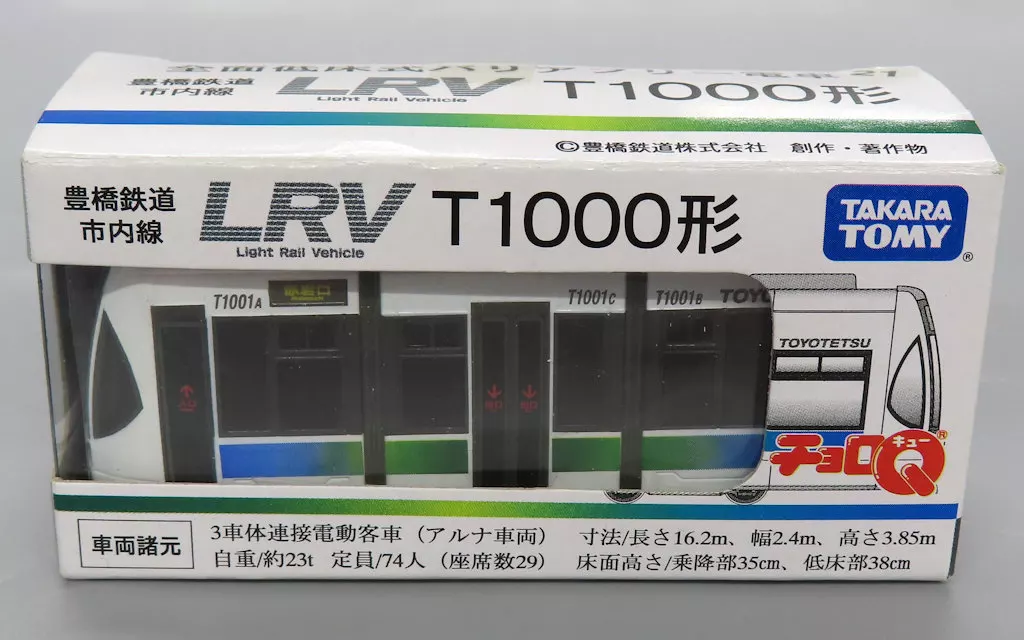 全面低床式バリアフリー電車
豊橋鉄道
市内線
LRV
Light Rail Vehicle
T1000形
©豊橋鉄道株式会社 創作・著作物
豊橋鉄道
市内線
LRV
Light Rail Vehicle
T1000形
TAKARA
TOMY
®
T1001A
T1001C
T1001B
TOYO
TOYOTETSU
チョロQ
キュー
®
車両諸元
3車体連接電動客車（アルナ車両）
自重/約23t 定員/74人（座席数29）
寸法/長さ16.2m、幅2.4m、高さ3.85m
床面高さ/乗降部35㎝、低床部38㎝